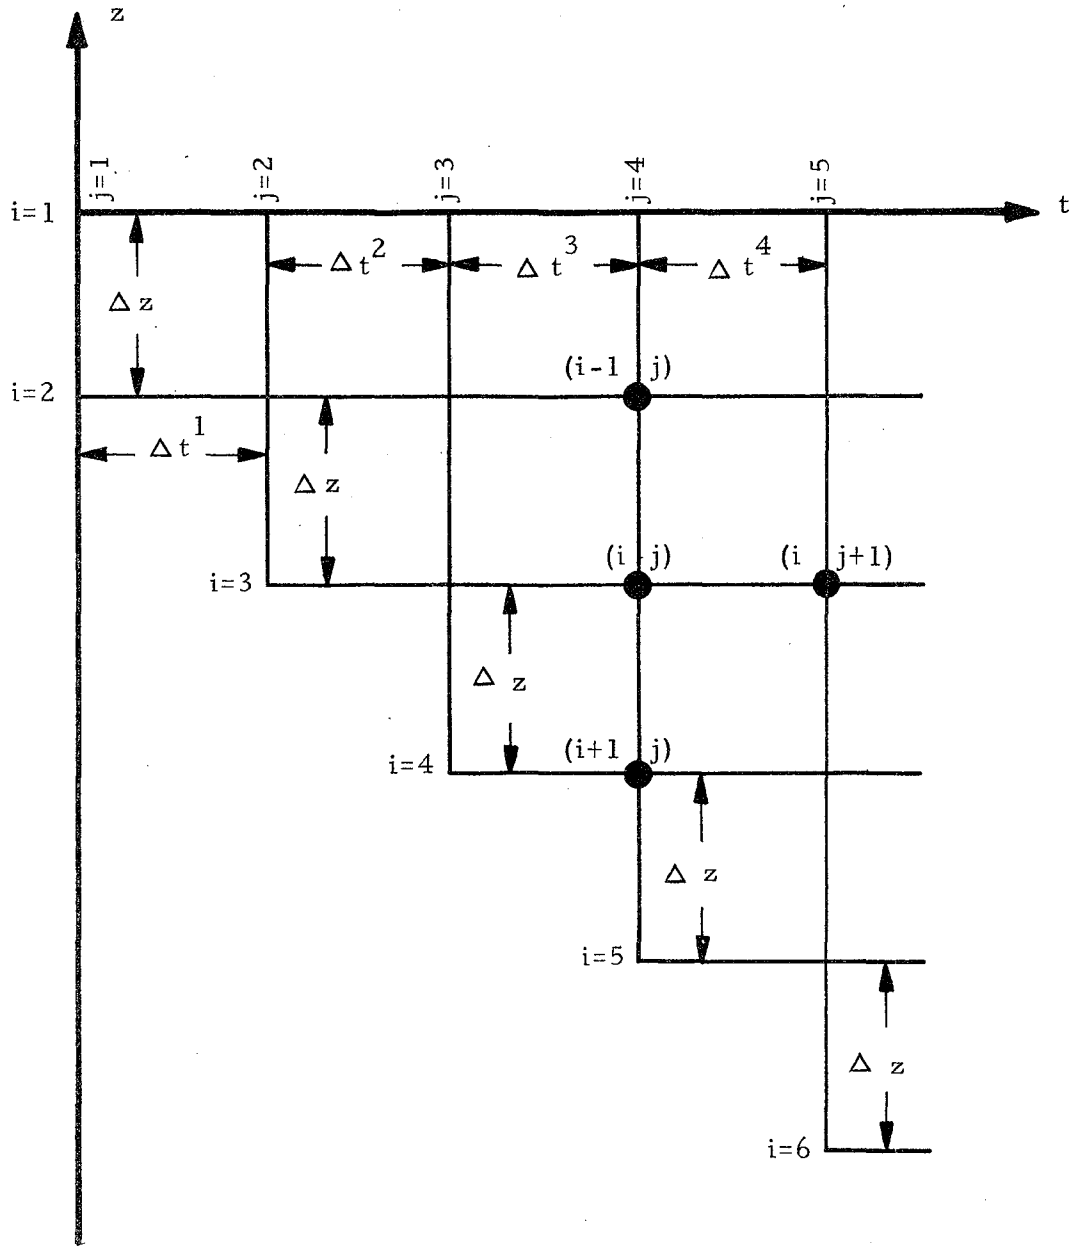 z
j=1
j=2
j=3
j=4
j=5
i=1
t
Δt²
Δt³
Δt⁴
Δz
(i-1 j)
i=2
Δt¹
Δz
(i j)
(i j+1)
i=3
Δz
(i+1 j)
i=4
Δz
i=5
Δz
i=6